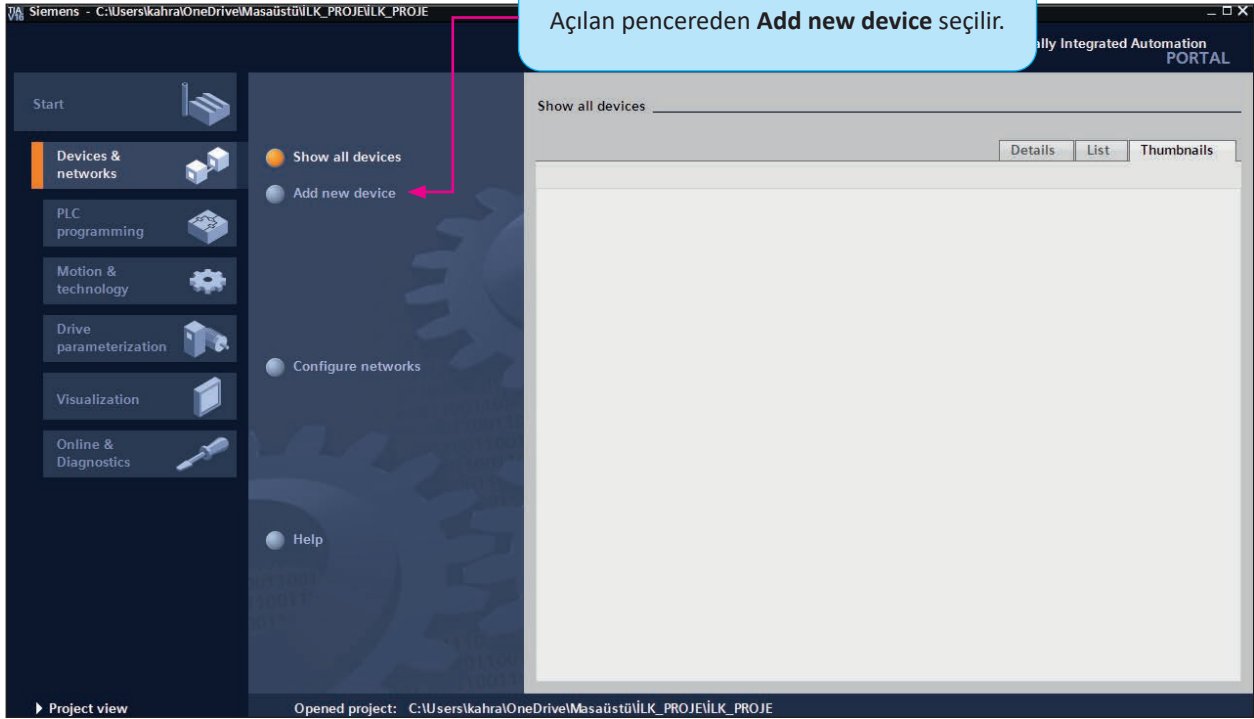 Siemens - C:\Users\kahra\OneDrive\Masaüstü\İLK_PROJE\İLK_PROJE
Açılan pencereden Add new device seçilir.
ally Integrated Automation
PORTAL
Start
Devices &
networks
PLC
programming
Motion &
technology
Drive
parameterization
Visualization
Online &
Diagnostics
Show all devices
Add new device
Configure networks
Help
Show all devices
Details List Thumbnails
Project view
Opened project: C:\Users\kahra\OneDrive\Masaüstü\İLK_PROJE\İLK_PROJE